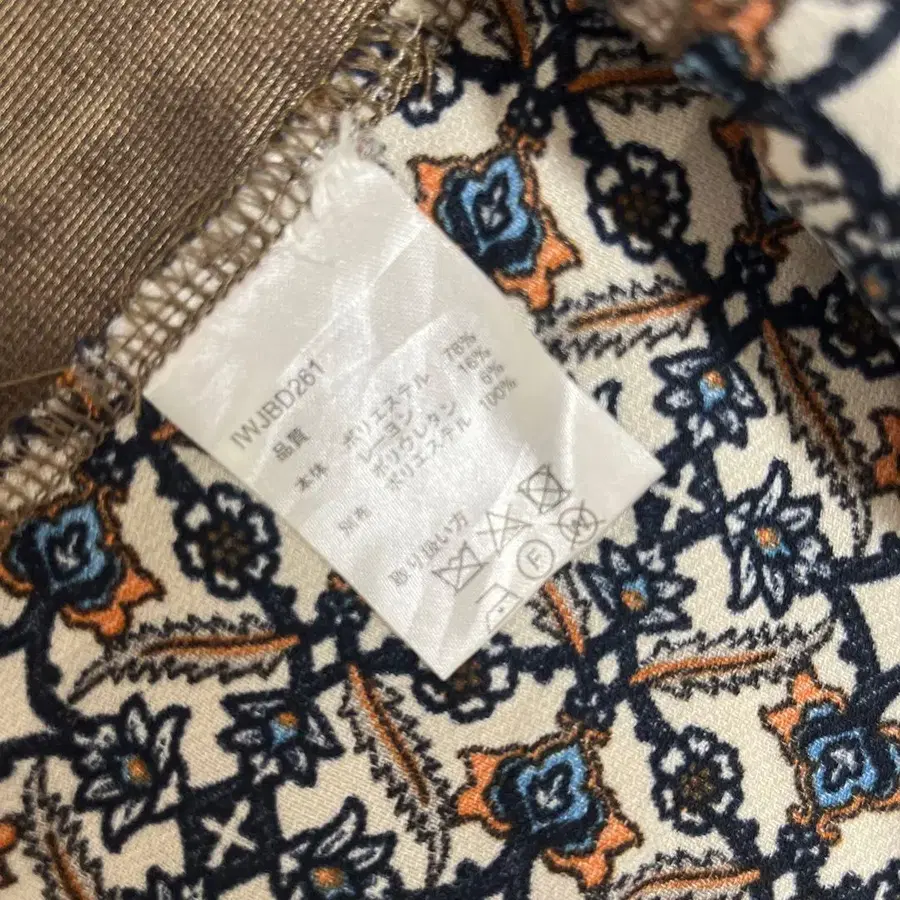 IWJBD261
品質
本体 ポリエステル 78%
レーヨン 16%
ポリウレタン 6%
別布 ポリエステル 100%
取り扱い方
F
W